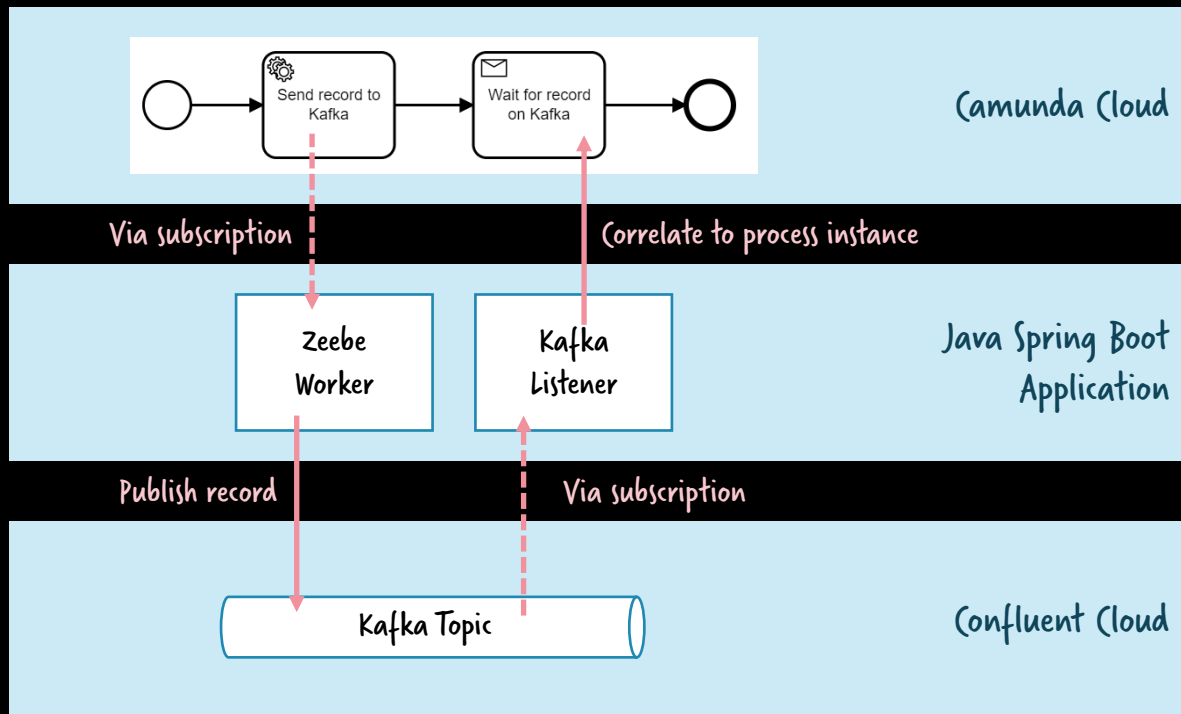 Send record to
Kafka
Wait for record
on Kafka
Camunda Cloud
Via subscription
Correlate to process instance
Zeebe
Worker
Kafka
Listener
Java Spring Boot
Application
Publish record
Via subscription
Kafka Topic
Confluent Cloud